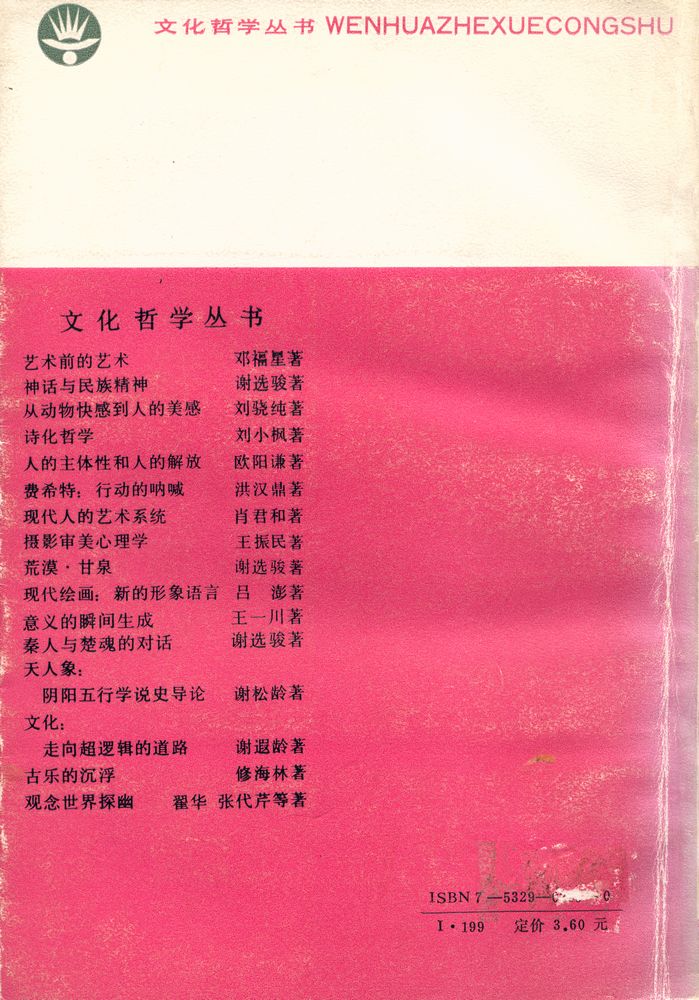 文化哲学丛书 WENHUAZHEXUECONGSHU
文化哲学丛书
艺术前的艺术 邓福星著
神话与民族精神 谢选骏著
从动物快感到人的美感 刘骁纯著
诗化哲学 刘小枫著
人的主体性和人的解放 欧阳谦著
费希特：行动的呐喊 洪汉鼎著
现代人的艺术系统 肖君和著
摄影审美心理学 王振民著
荒漠·甘泉 谢选骏著
现代绘画：新的形象语言 吕 澎著
意义的瞬间生成 王一川著
秦人与楚魂的对话 谢选骏著
天人象：
阴阳五行学说史导论 谢松龄著
文化：
走向超逻辑的道路 谢遐龄著
古乐的沉浮 修海林著
观念世界探幽 翟华 张代芹等著
ISBN 7—5329—
I·199 定价 3.60 元